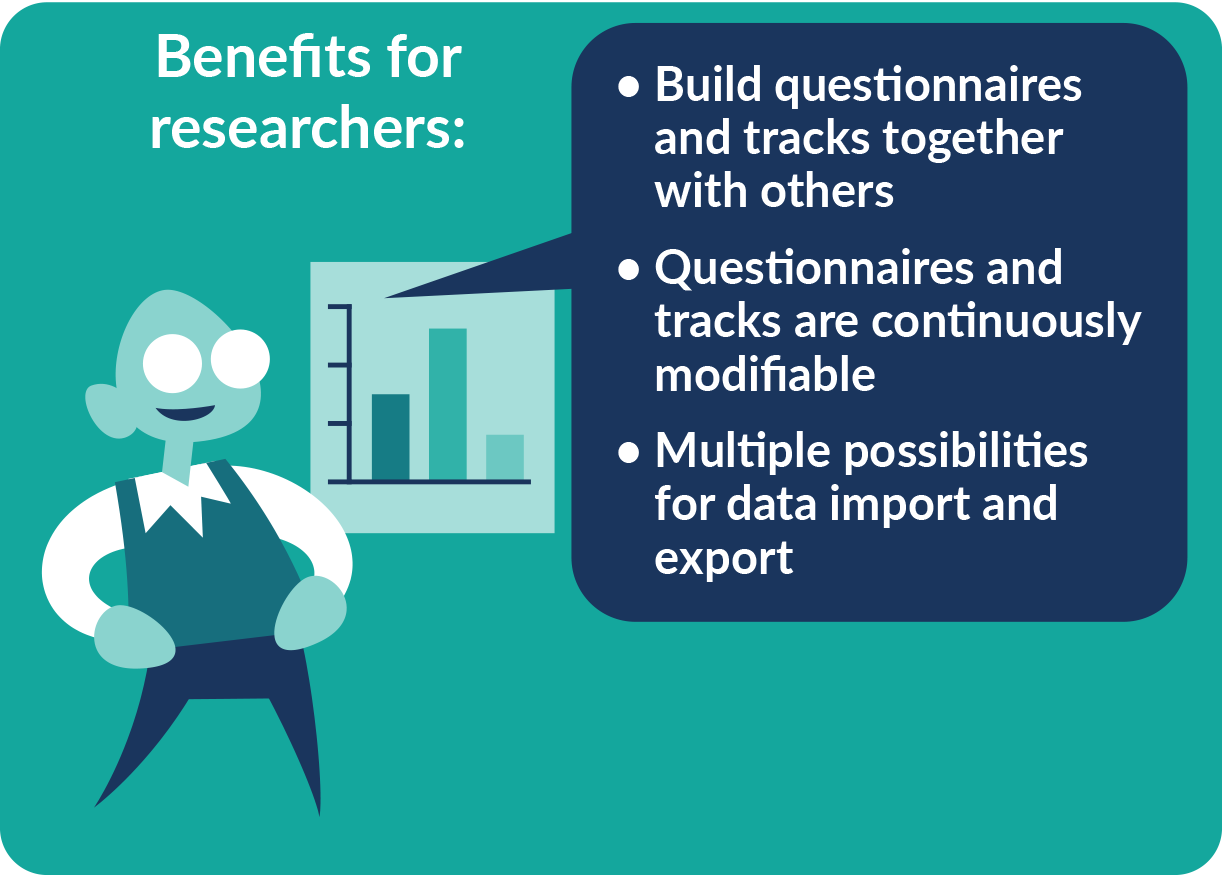 Benefits for
researchers:
• Build questionnaires
and tracks together
with others
• Questionnaires and
tracks are continuously
modifiable
• Multiple possibilities
for data import and
export